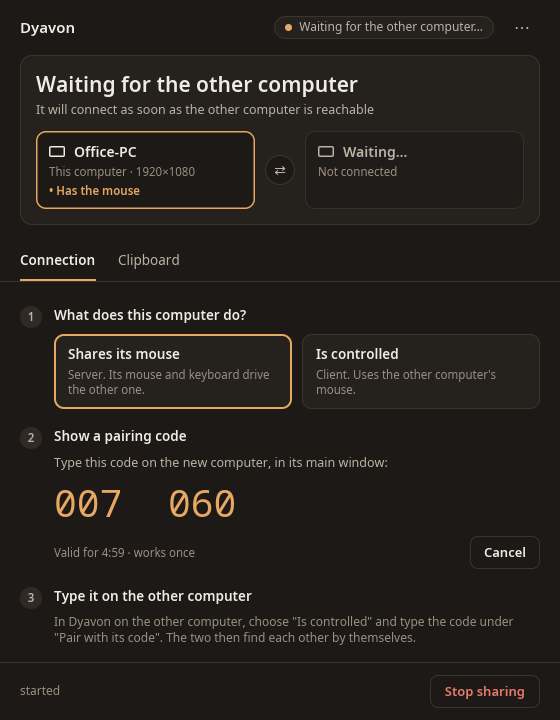 Dyavon
Waiting for the other computer...
Waiting for the other computer
It will connect as soon as the other computer is reachable
Office-PC
This computer · 1920×1080
• Has the mouse
Waiting...
Not connected
Connection
Clipboard
1
What does this computer do?
Shares its mouse
Server. Its mouse and keyboard drive
the other one.
Is controlled
Client. Uses the other computer's
mouse.
2
Show a pairing code
Type this code on the new computer, in its main window:
007 060
Valid for 4:59 · works once
Cancel
3
Type it on the other computer
In Dyavon on the other computer, choose "Is controlled" and type the code under
"Pair with its code". The two then find each other by themselves.
started
Stop sharing